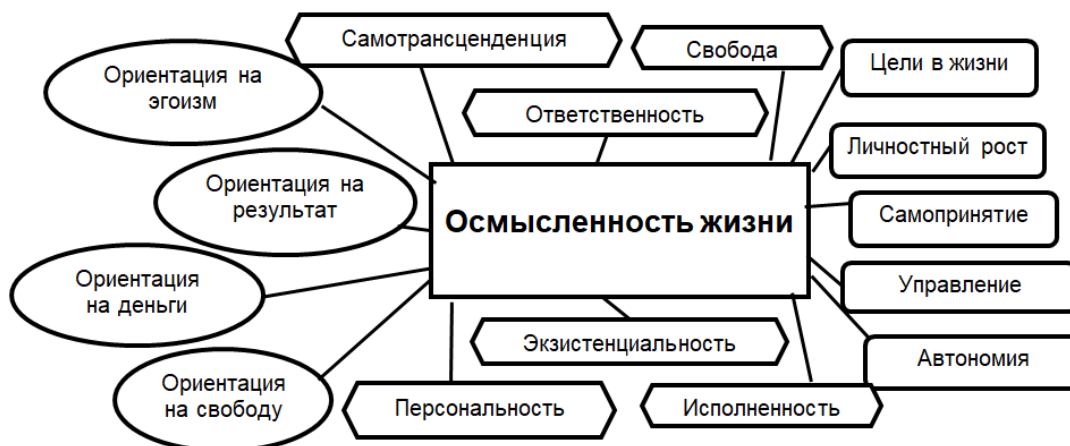 Самотрансценденция
Свобода
Ориентация на
эгоизм
Цели в жизни
Ответственность
Личностный рост
Ориентация на
результат
Осмысленность жизни
Самопринятие
Ориентация
на деньги
Управление
Экзистенциальность
Автономия
Ориентация
на свободу
Персональность
Исполненность